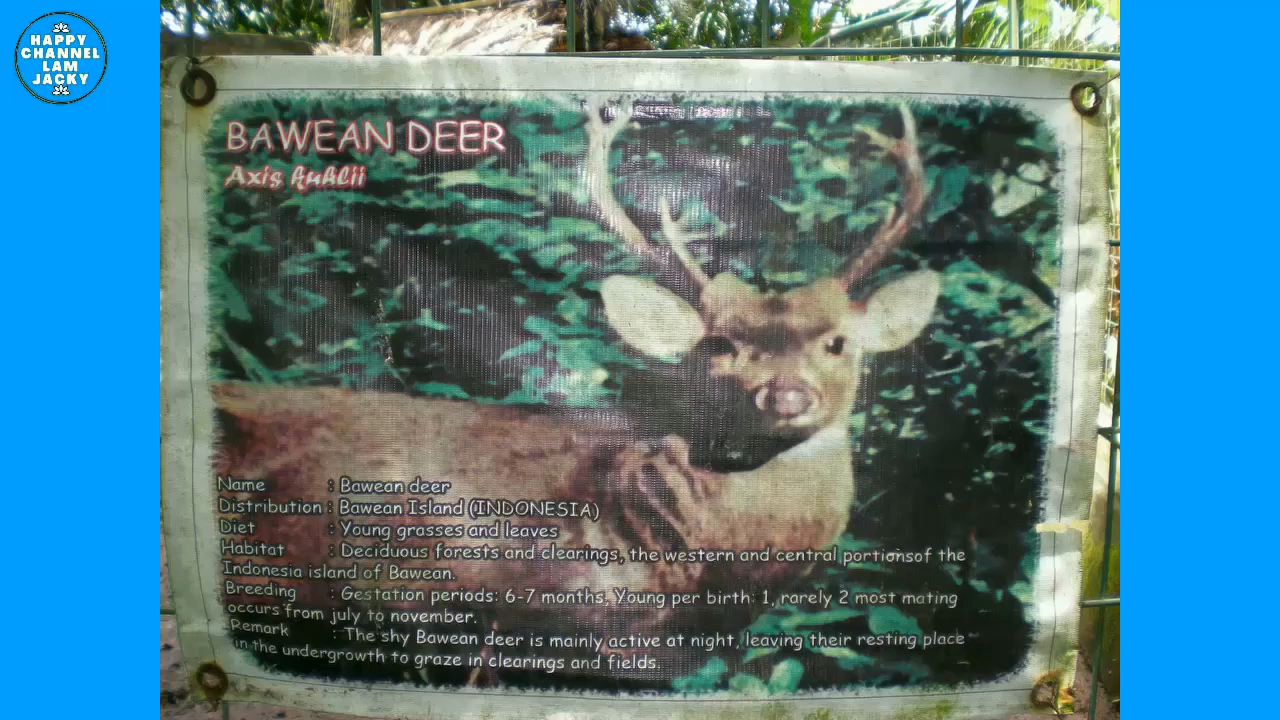 HAPPY
CHANNEL
LAM
JACKY
BAWEAN DEER
Axis kuhlii
Name : Bawean deer
Distribution : Bawean Island (INDONESIA)
Diet : Young grasses and leaves
Habitat : Deciduous forests and clearings, the western and central portionsof the
Indonesia island of Bawean.
Breeding : Gestation periods: 6-7 months, Young per birth: 1, rarely 2 most mating
occurs from july to november.
Remark : The shy Bawean deer is mainly active at night, leaving their resting place
in the undergrowth to graze in clearings and fields.